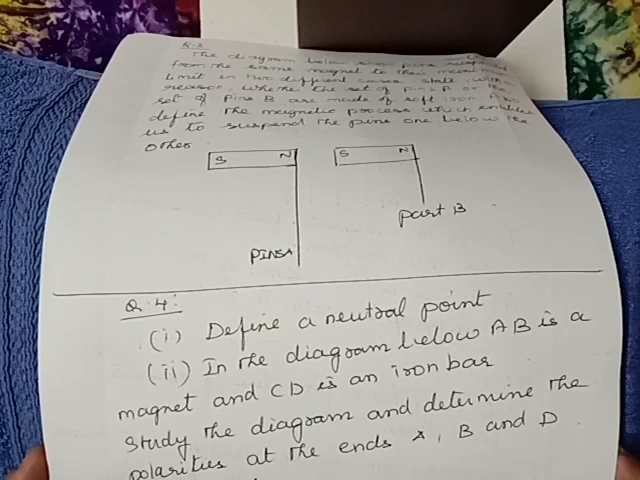 Q.3
The diagram below show pins suspend
from the same magnet to their maximum
limit in two different cases state with
reason whether the set of pins A or the
set of pins B are made of soft iron Also
define the magnetic process which enables
us to suspend the pins one below the
other
S N S N
part B
PINSA
Q.4:
(i) Define a neutral point
(ii) In the diagram below AB is a
magnet and CD is an iron bar
study the diagram and determine the
polarities at the ends A, B and D.